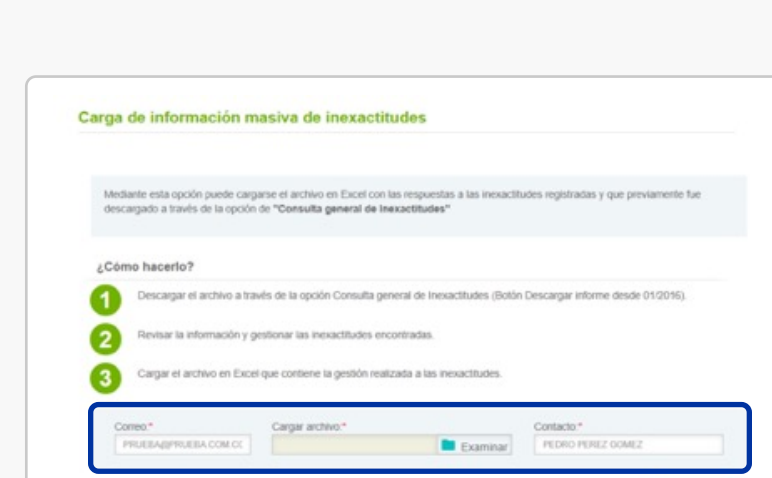 Carga de información masiva de inexactitudes
Mediante esta opción puede cargarse el archivo en Excel con las respuestas a las inexactitudes registradas y que previamente fue
descargado a través de la opción de "Consulta general de Inexactitudes"
¿Cómo hacerlo?
1 Descargar el archivo a través de la opción Consulta general de Inexactitudes (Botón Descargar informe desde 01/2016).
2 Revisar la información y gestionar las inexactitudes encontradas.
3 Cargar el archivo en Excel que contiene la gestión realizada a las inexactitudes.
Correo:* Cargar archivo:* Contacto:*
PRUEBA@PRUEBA.COM.CC Examinar PEDRO PEREZ GOMEZ